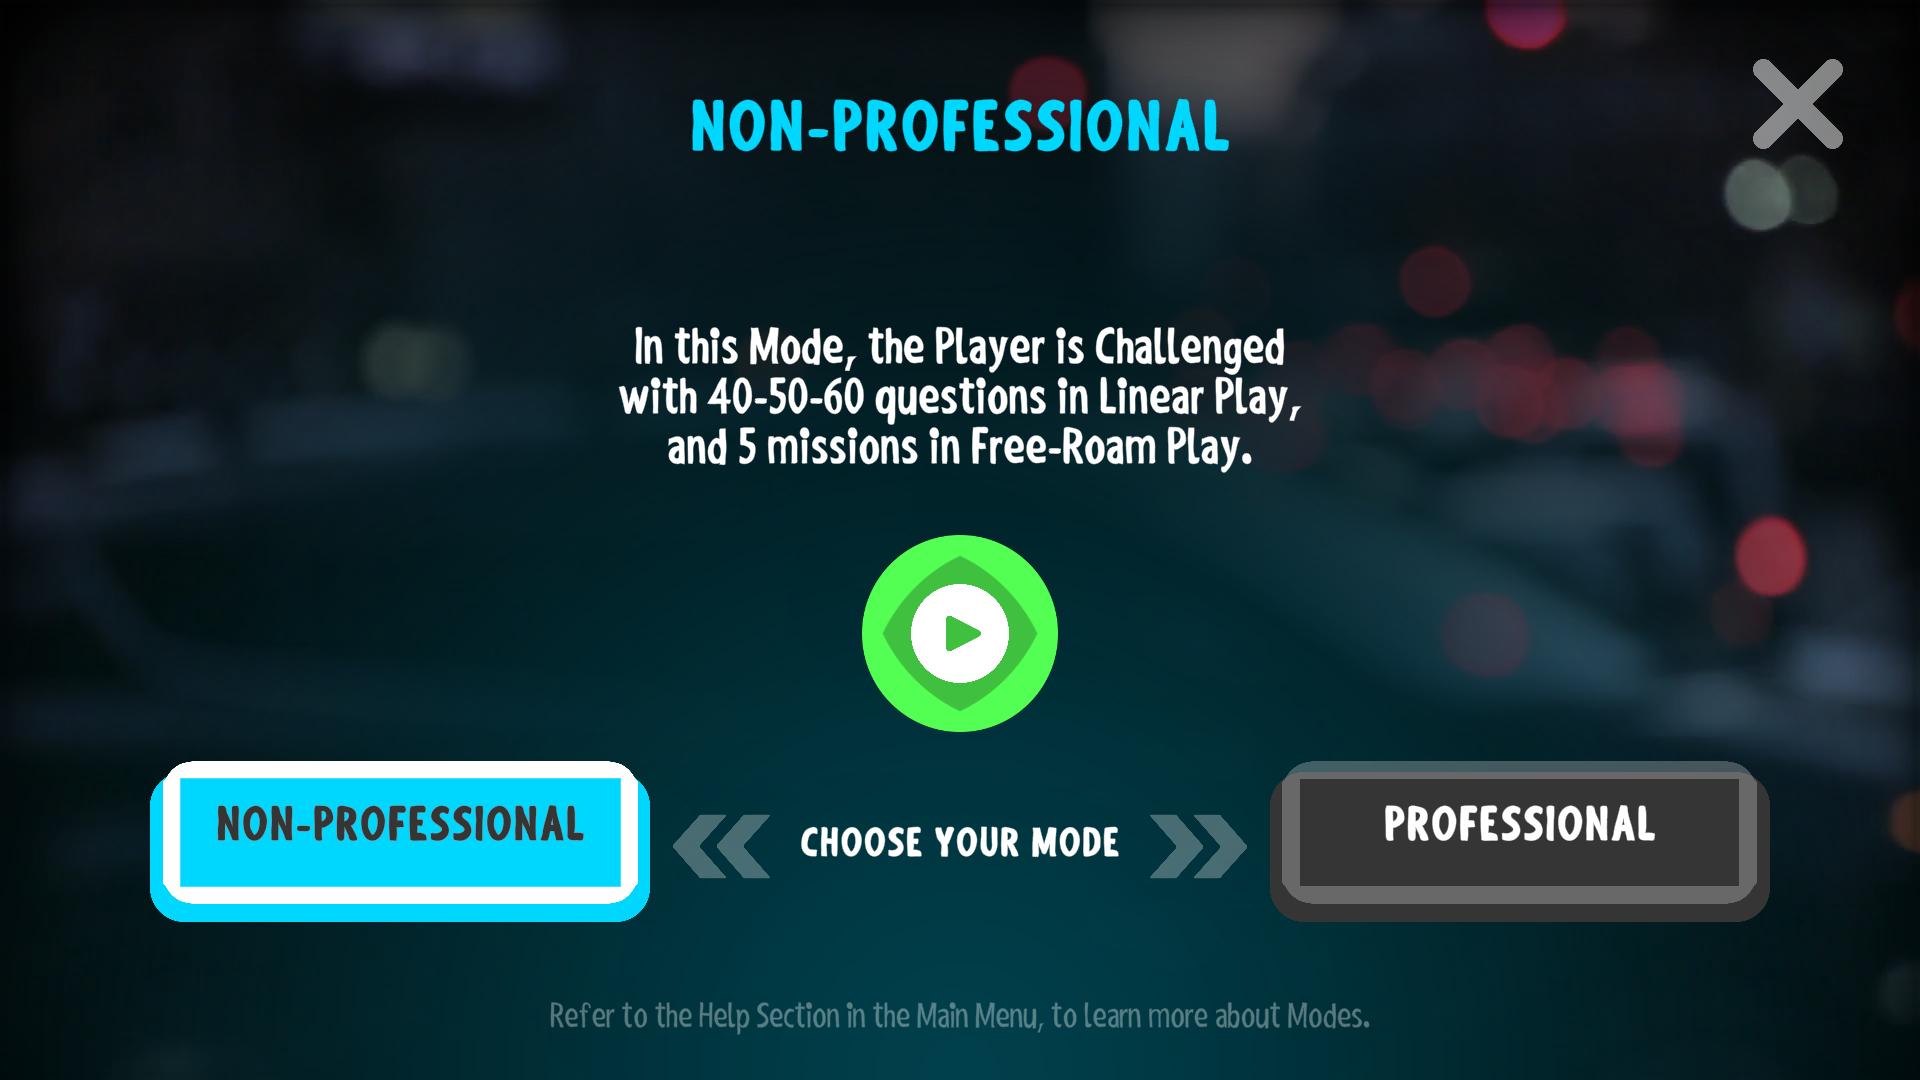 NON-PROFESSIONAL
In this Mode, the Player is Challenged
with 40-50-60 questions in Linear Play,
and 5 missions in Free-Roam Play.
NON-PROFESSIONAL
CHOOSE YOUR MODE
PROFESSIONAL
Refer to the Help Section in the Main Menu, to learn more about Modes.